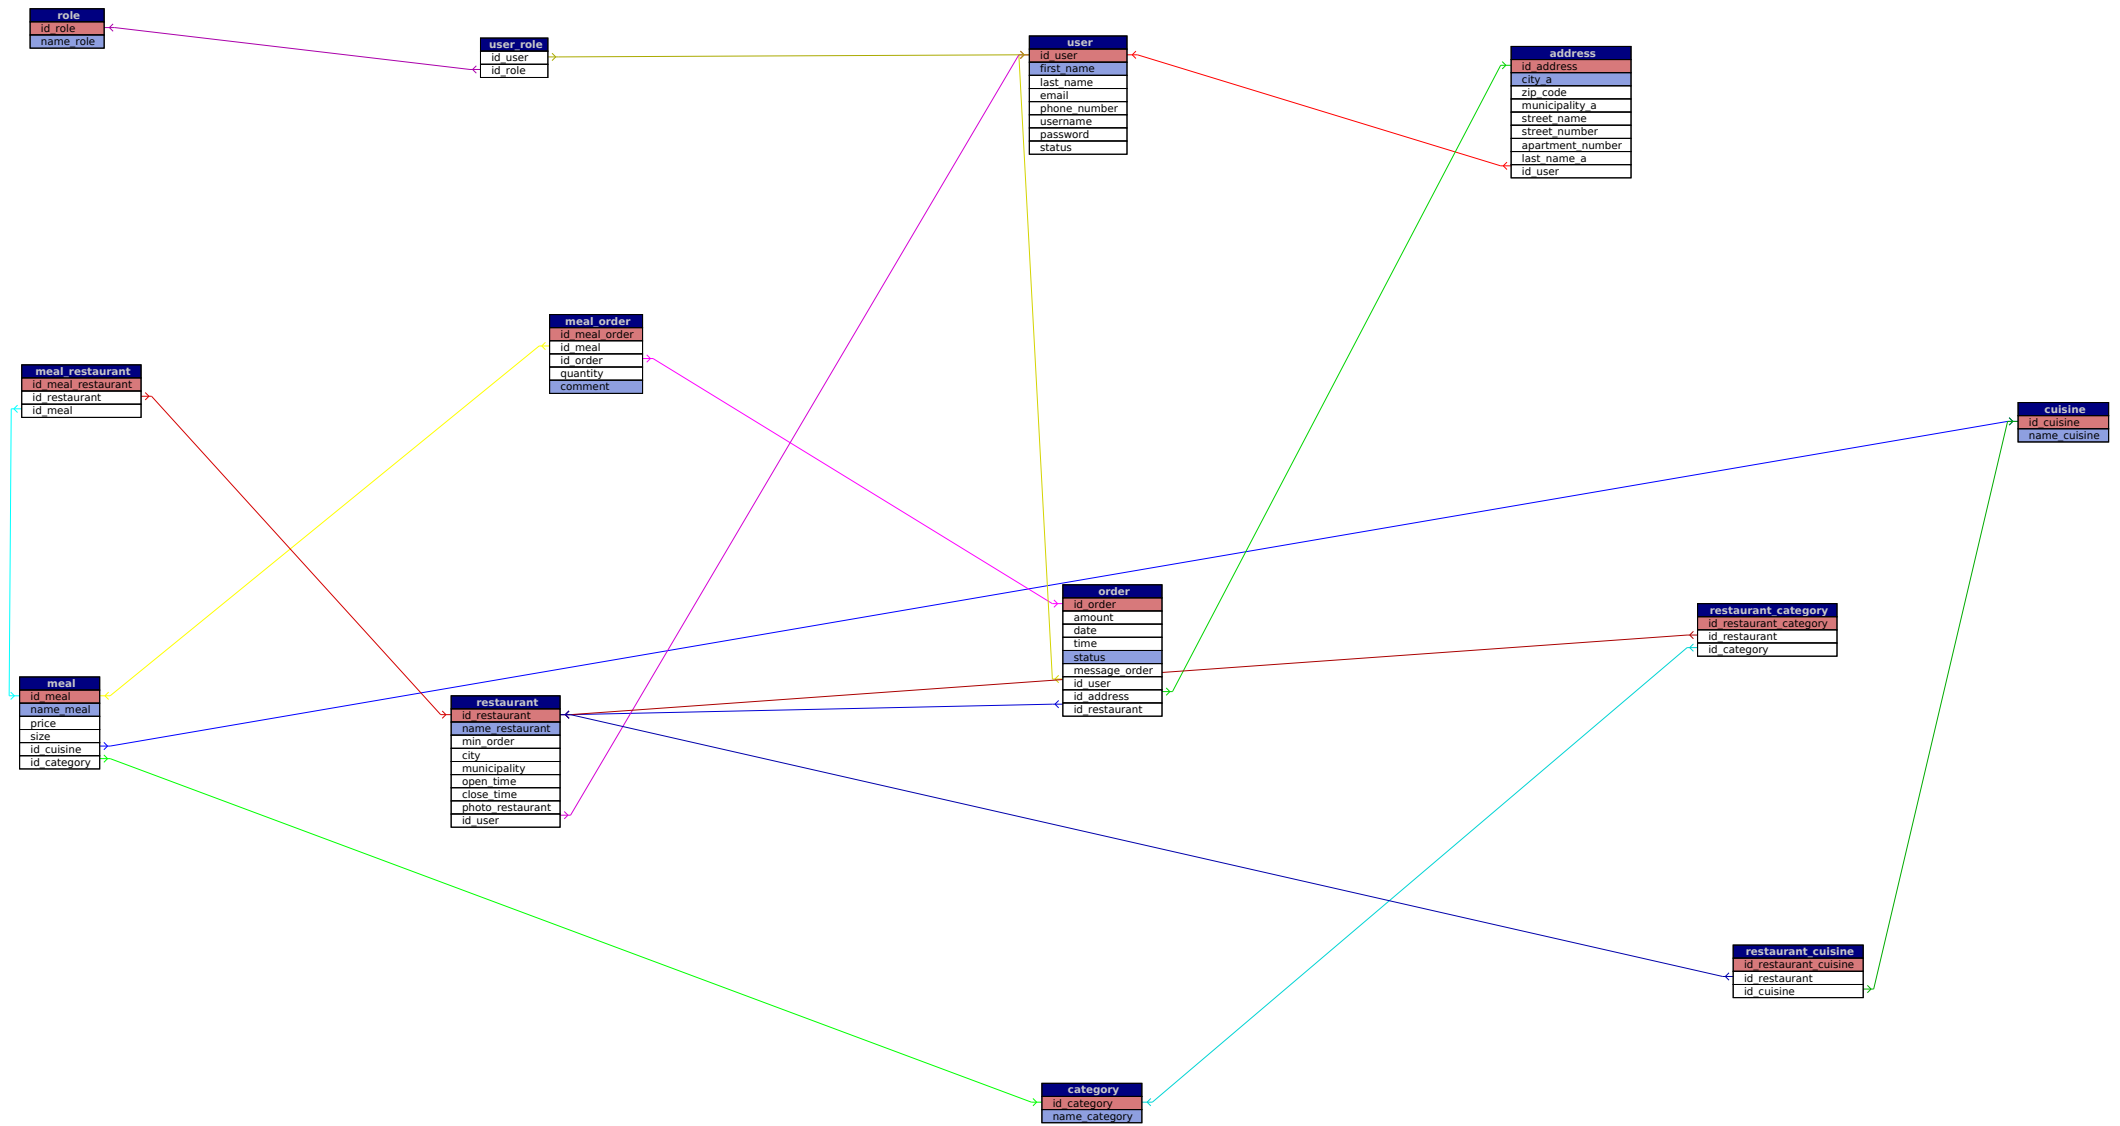 role
id_role
name_role
user_role
id_user
id_role
user
id_user
first_name
last_name
email
phone_number
username
password
status
address
id_address
city_a
zip_code
municipality_a
street_name
street_number
apartment_number
last_name_a
id_user
meal_order
id_meal_order
id_meal
id_order
quantity
comment
meal_restaurant
id_meal_restaurant
id_restaurant
id_meal
cuisine
id_cuisine
name_cuisine
order
id_order
amount
date
time
status
message_order
id_user
id_address
id_restaurant
restaurant_category
id_restaurant_category
id_restaurant
id_category
meal
id_meal
name_meal
price
size
id_cuisine
id_category
restaurant
id_restaurant
name_restaurant
min_order
city
municipality
open_time
close_time
photo_restaurant
id_user
restaurant_cuisine
id_restaurant_cuisine
id_restaurant
id_cuisine
category
id_category
name_category